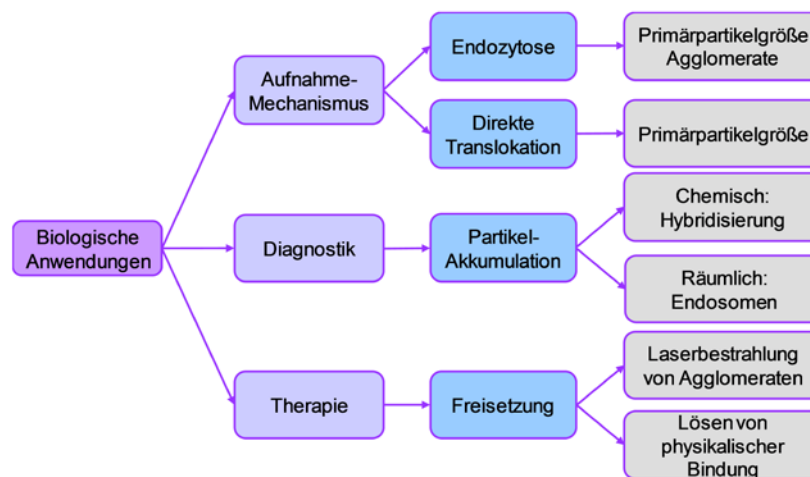 Biologische
Anwendungen
Aufnahme-
Mechanismus
Endozytose
Primärpartikelgröße
Agglomerate
Direkte
Translokation
Primärpartikelgröße
Diagnostik
Partikel-
Akkumulation
Chemisch:
Hybridisierung
Räumlich:
Endosomen
Therapie
Freisetzung
Laserbestrahlung
von Agglomeraten
Lösen von
physikalischer
Bindung